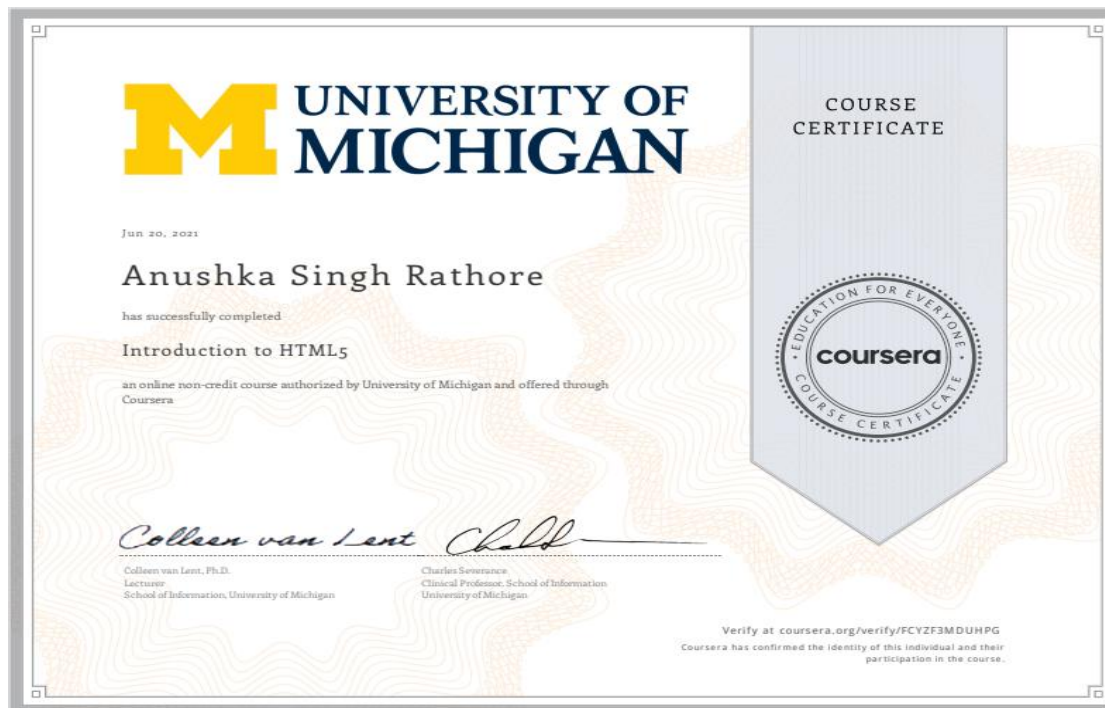 UNIVERSITY OF
MICHIGAN
COURSE
CERTIFICATE
Jun 20, 2021
Anushka Singh Rathore
has successfully completed
Introduction to HTML5
an online non-credit course authorized by University of Michigan and offered through
Coursera
EDUCATION FOR EVERYONE
coursera
COURSE CERTIFICATE
Colleen van Lent
Colleen van Lent, Ph.D.
Lecturer
School of Information, University of Michigan
Charles Severance
Clinical Professor, School of Information
University of Michigan
Verify at coursera.org/verify/FCYZF3MDUHPG
Coursera has confirmed the identity of this individual and their
participation in the course.